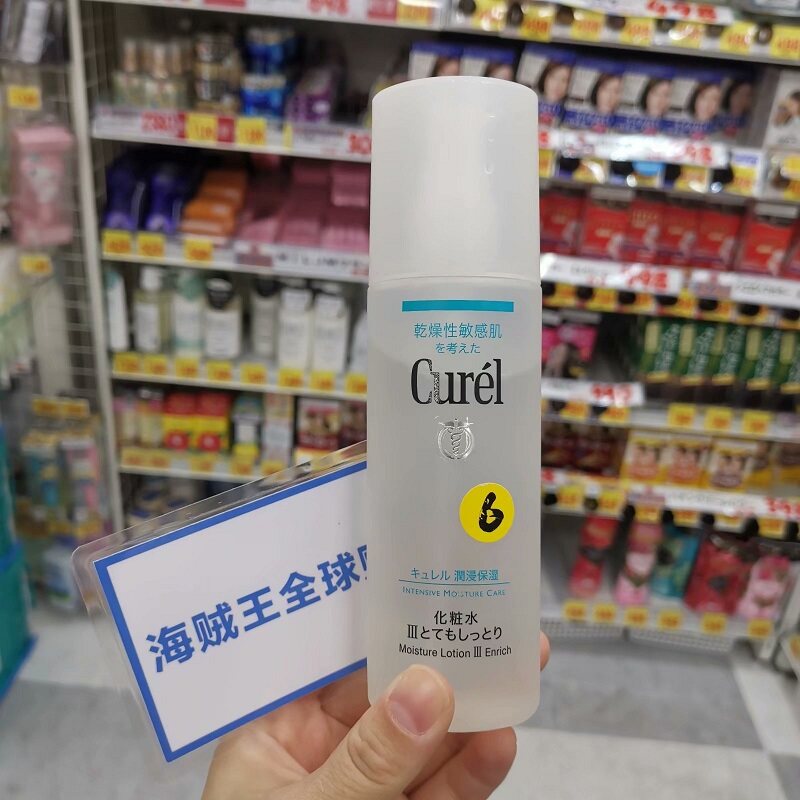 乾燥性敏感肌
を考えた
Curél
6
キュレル 潤浸保湿
INTENSIVE MOISTURE CARE
化粧水
IIIとてもしっとり
Moisture Lotion III Enrich
海贼王全球